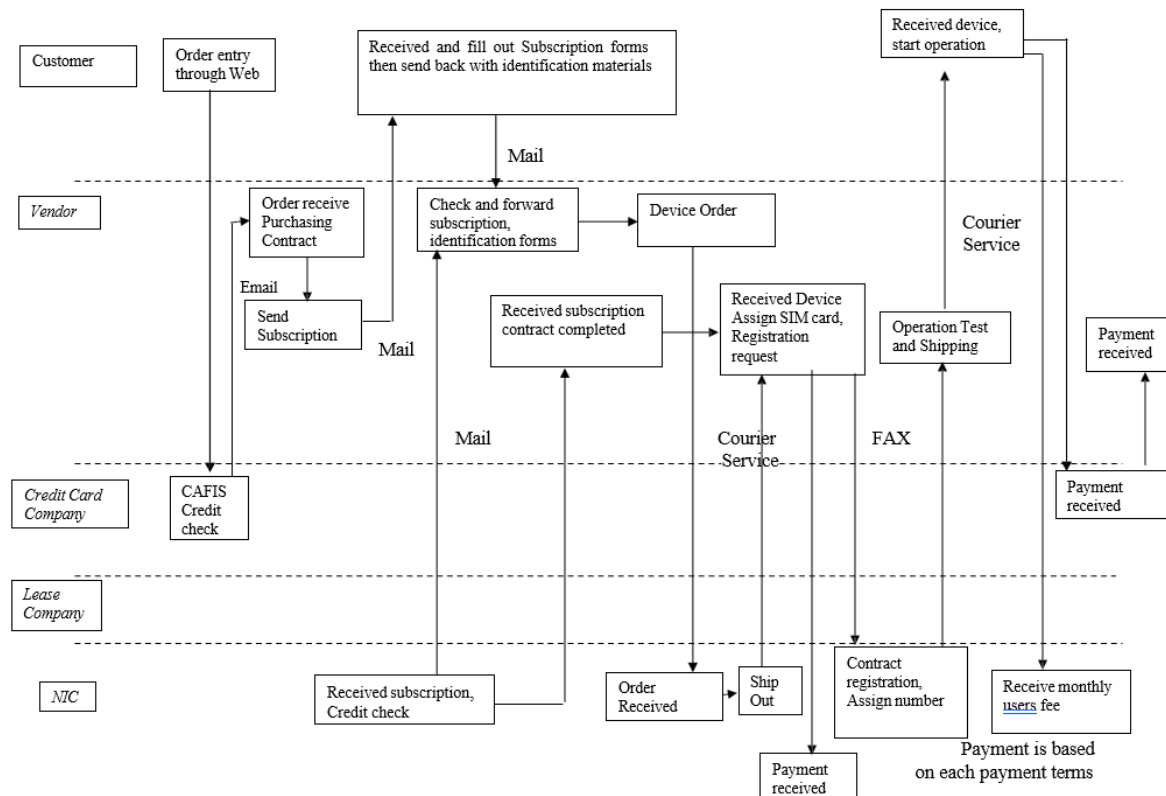 Customer
Order entry
through Web
Received and fill out Subscription forms
then send back with identification materials
Received device,
start operation
Mail
Vendor
Order receive
Purchasing
Contract
Check and forward
subscription,
identification forms
Device Order
Courier
Service
Email
Send
Subscription
Mail
Received subscription
contract completed
Received Device
Assign SIM card,
Registration
request
Operation Test
and Shipping
Payment
received
Mail
Courier
Service
FAX
Credit Card
Company
CAFIS
Credit
check
Payment
received
Lease
Company
NIC
Received subscription,
Credit check
Order
Received
Ship
Out
Contract
registration,
Assign number
Receive monthly
users fee
Payment is based
on each payment terms
Payment
received